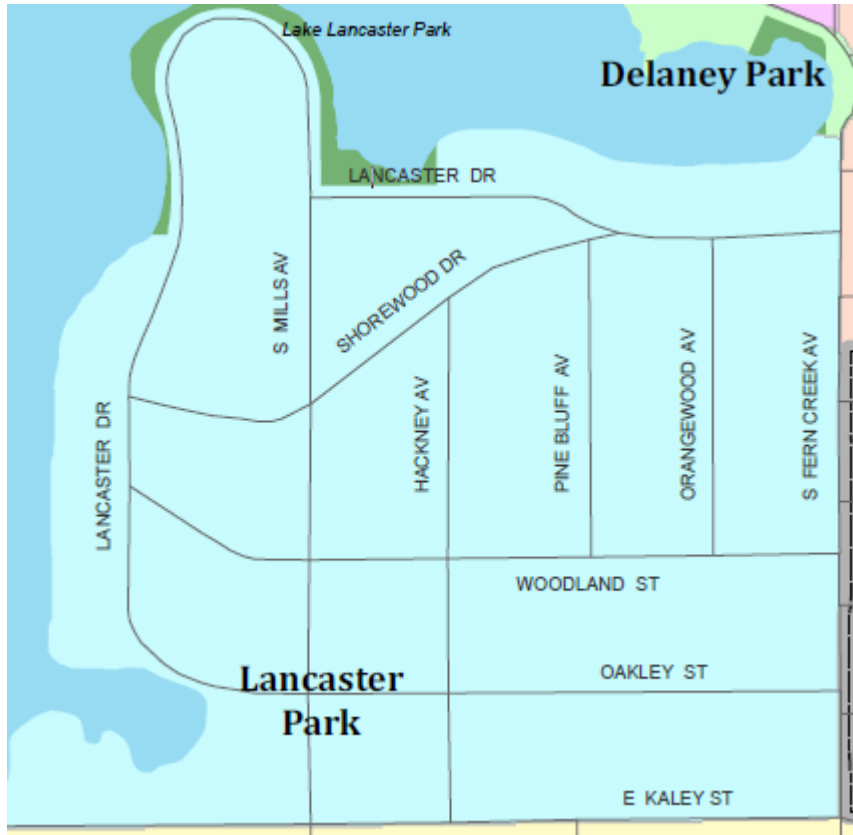 Lake Lancaster Park
Delaney Park
LANCASTER DR
S MILLS AV
SHOREWOOD DR
HACKNEY AV
PINE BLUFF AV
ORANGEWOOD AV
S FERN CREEK AV
LANCASTER DR
WOODLAND ST
OAKLEY ST
Lancaster
Park
E KALEY ST